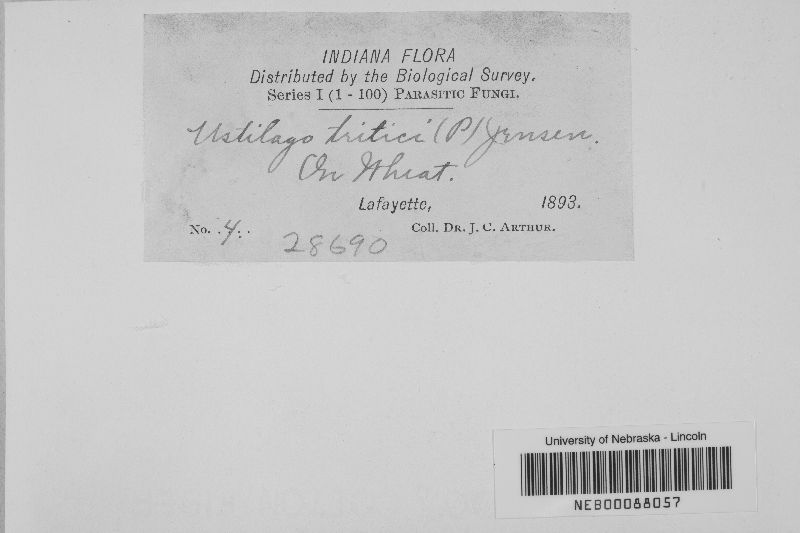 INDIANA FLORA
Distributed by the Biological Survey.
Series I (1 - 100) PARASITIC FUNGI.
Ustilago tritici (P) Jensen.
On Wheat.
Lafayette, 1893.
No. .4. . Coll. DR. J. C. ARTHUR.
28690
University of Nebraska - Lincoln
NEB00088057